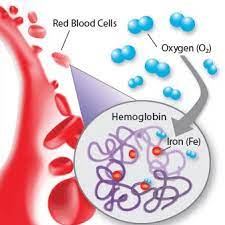 Red Blood Cells
Oxygen (O₂)
Hemoglobin
Iron (Fe)